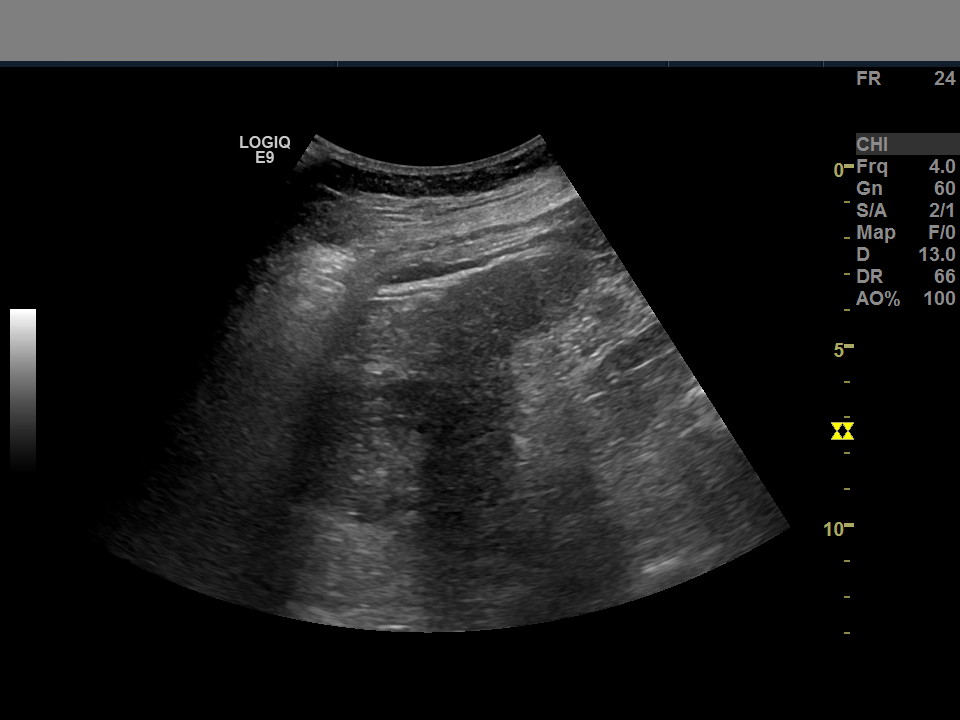 FR 24
LOGIQ
E9
CHI
Frq 4.0
Gn 60
S/A 2/1
Map F/0
D 13.0
DR 66
AO% 100
0
5
10